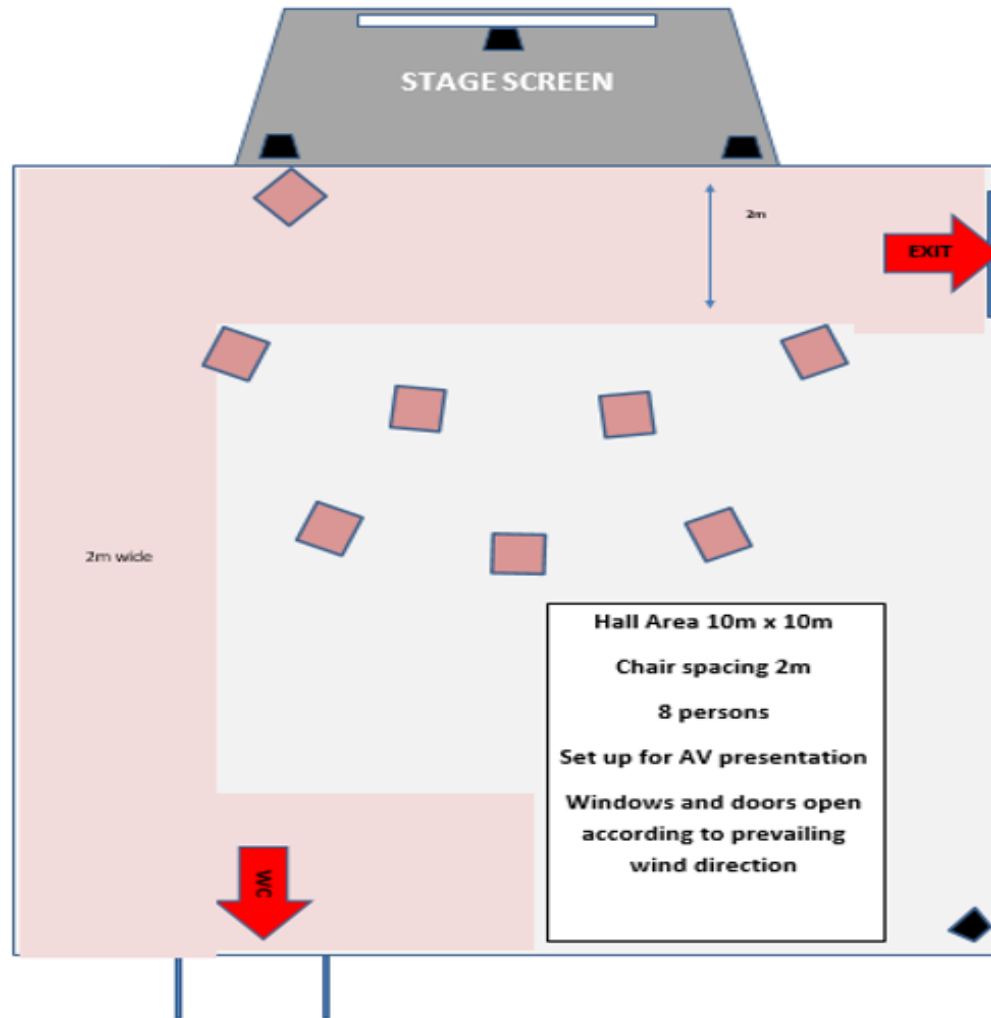 STAGE SCREEN
2m
EXIT
2m wide
Hall Area 10m x 10m
Chair spacing 2m
8 persons
Set up for AV presentation
Windows and doors open
according to prevailing
wind direction
WC